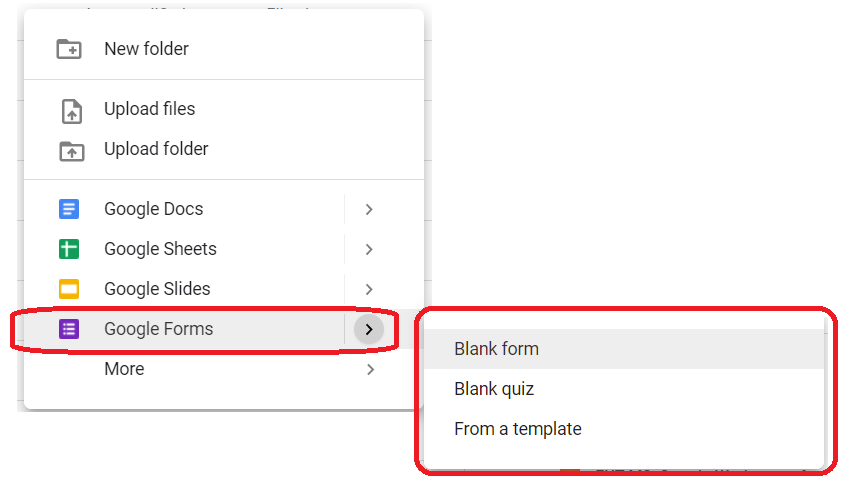 New folder
Upload files
Upload folder
Google Docs
Google Sheets
Google Slides
Google Forms
More
Blank form
Blank quiz
From a template